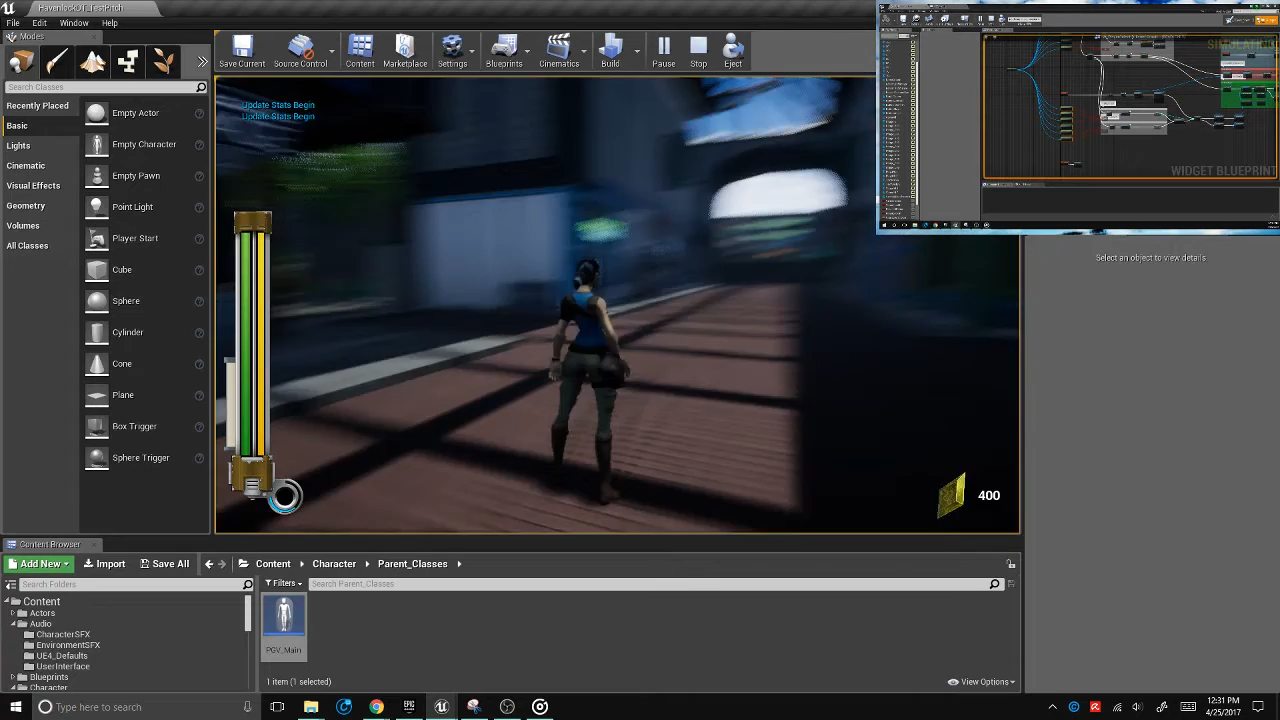 HavenlockOT_TestPitch
File Edit Window Help
Modes
Search Classes
Recently Placed
Basic
Lights
Cinematic
Visual Effects
Geometry
Volumes
All Classes
Empty Actor
Empty Character
Empty Pawn
Point Light
Player Start
Cube
Sphere
Cylinder
Cone
Plane
Box Trigger
Sphere Trigger
Save Current
Source Control
Content
Marketplace
Settings
Blueprints
Cinematics
Build
Pause
Stop
Eject
Update Stats Begin
Update Stats Begin
400
WIDGET BLUEPRINT
Select an object to view details
Content Browser
Add New Import Save All Content Character Parent_Classes
Search Folders
Filters Search Parent_Classes
Content
Actors
Audio
CharacterSFX
EnvironmentSFX
UE4_Defaults
UserInterface
Blueprints
Character
PGV_Main
1 item (1 selected)
View Options
Type here to search
12:31 PM
4/25/2017